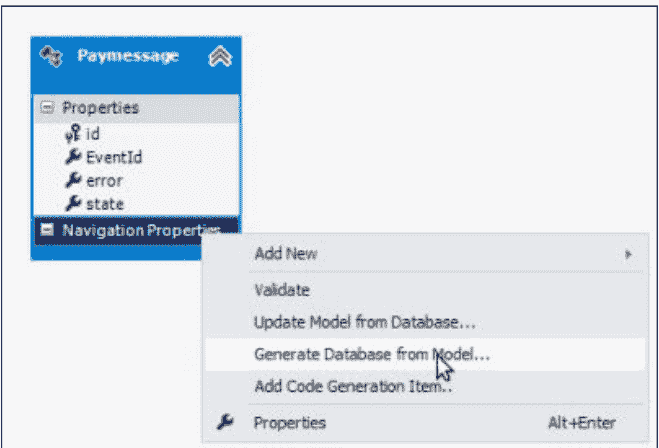 Paymessage
Properties
id
EventId
error
state
Navigation Properties
Add New
Validate
Update Model from Database...
Generate Database from Model...
Add Code Generation Item..
Properties Alt+Enter